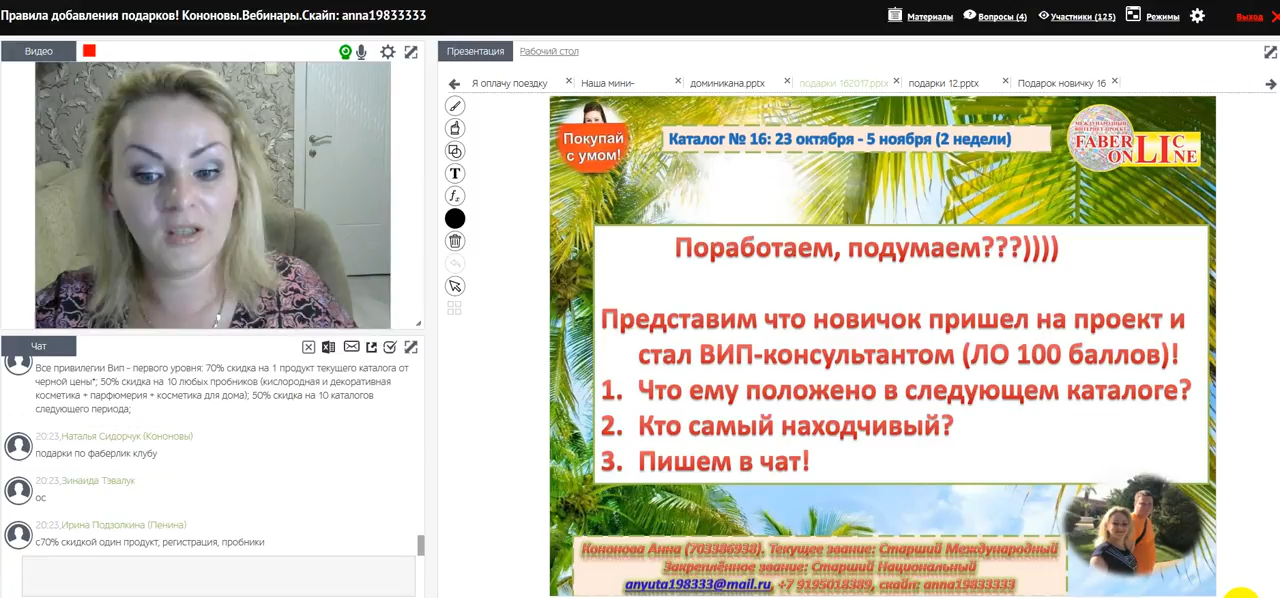 Правила добавления подарков! Кононовы.Вебинары.Скайп: anna19833333
Материалы
Вопросы (4)
Участники (125)
Режимы
Выход
Видео
Презентация
Рабочий стол
Я оплачу поездку
Наша мини-
доминикана.pptx
подарки 162017.pptx
подарки 12.pptx
Подарок новичку 16
Покупай
с умом!
Каталог № 16: 23 октября - 5 ноября (2 недели)
МЕЖДУНАРОДНЫЙ
ИНТЕРНЕТ-ПРОЕКТ
FABERLIC
ONLINE
Поработаем, подумаем???))))
Представим что новичок пришел на проект и
стал ВИП-консультантом (ЛО 100 баллов)!
1. Что ему положено в следующем каталоге?
2. Кто самый находчивый?
3. Пишем в чат!
Кононова Анна (703386938). Текущее звание: Старший Международный
Закреплённое звание: Старший Национальный
anyuta198333@mail.ru, +7 9195018389, скайп: anna19833333
Чат
Все привилегии Вип - первого уровня: 70% скидка на 1 продукт текущего каталога от
черной цены*; 50% скидка на 10 любых пробников (кислородная и декоративная
косметика + парфюмерия + косметика для дома); 50% скидка на 10 каталогов
следующего периода;
20:23,Наталья Сидорчук (Кононовы)
подарки по фаберлик клубу
20:23,Зинаида Тэвалук
ос
20:23,Ирина Подзолкина (Пенина)
с70% скидкой один продукт, регистрация, пробники